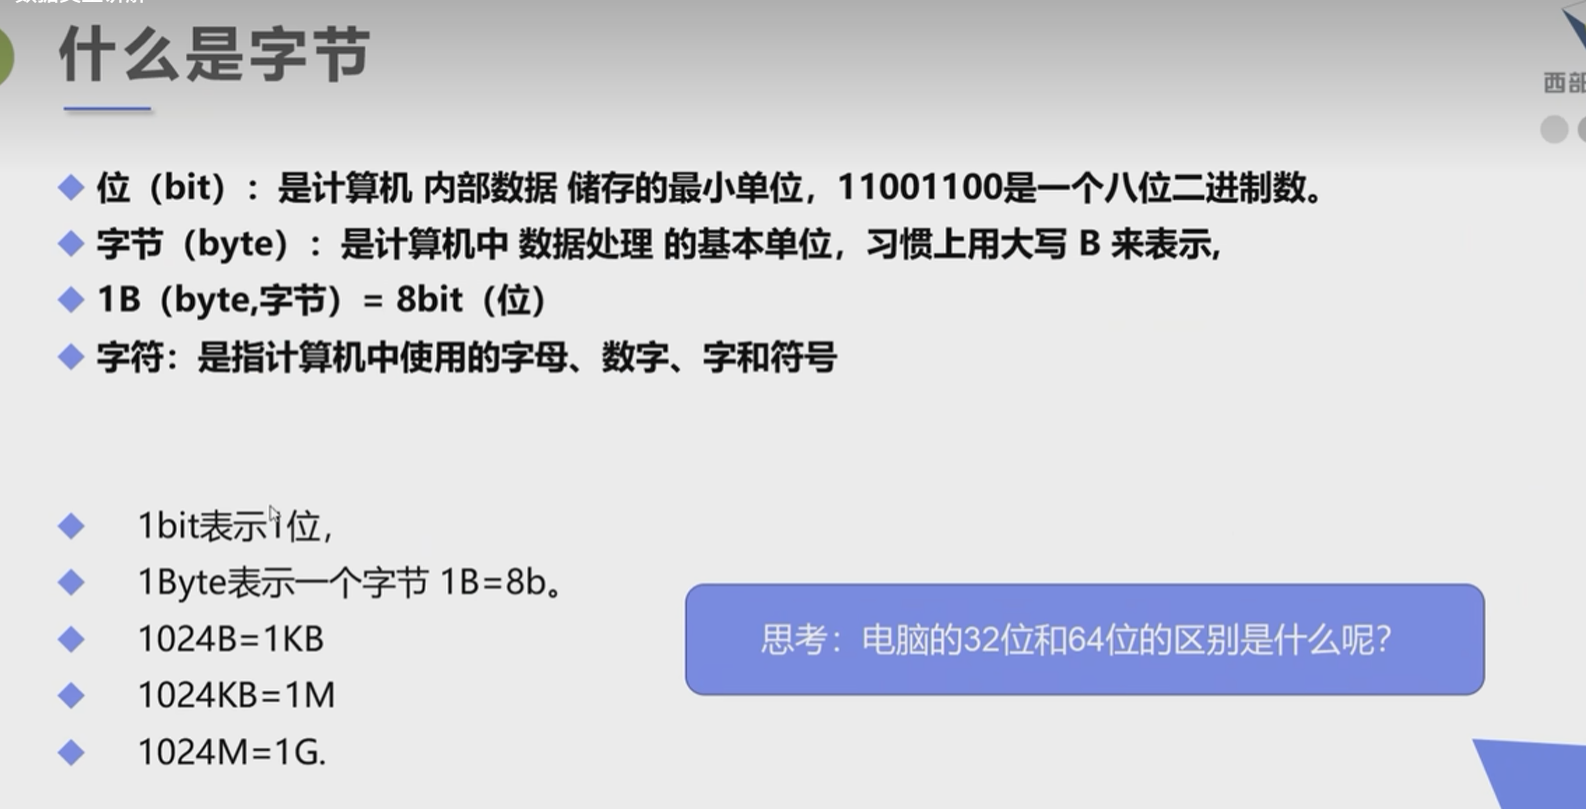 什么是字节
西部
位（bit）：是计算机 内部数据 储存的最小单位，11001100是一个八位二进制数。
字节（byte）：是计算机中 数据处理 的基本单位，习惯上用大写 B 来表示,
1B（byte,字节）= 8bit（位）
字符：是指计算机中使用的字母、数字、字和符号
1bit表示1位,
1Byte表示一个字节 1B=8b。
1024B=1KB
思考：电脑的32位和64位的区别是什么呢?
1024KB=1M
1024M=1G.